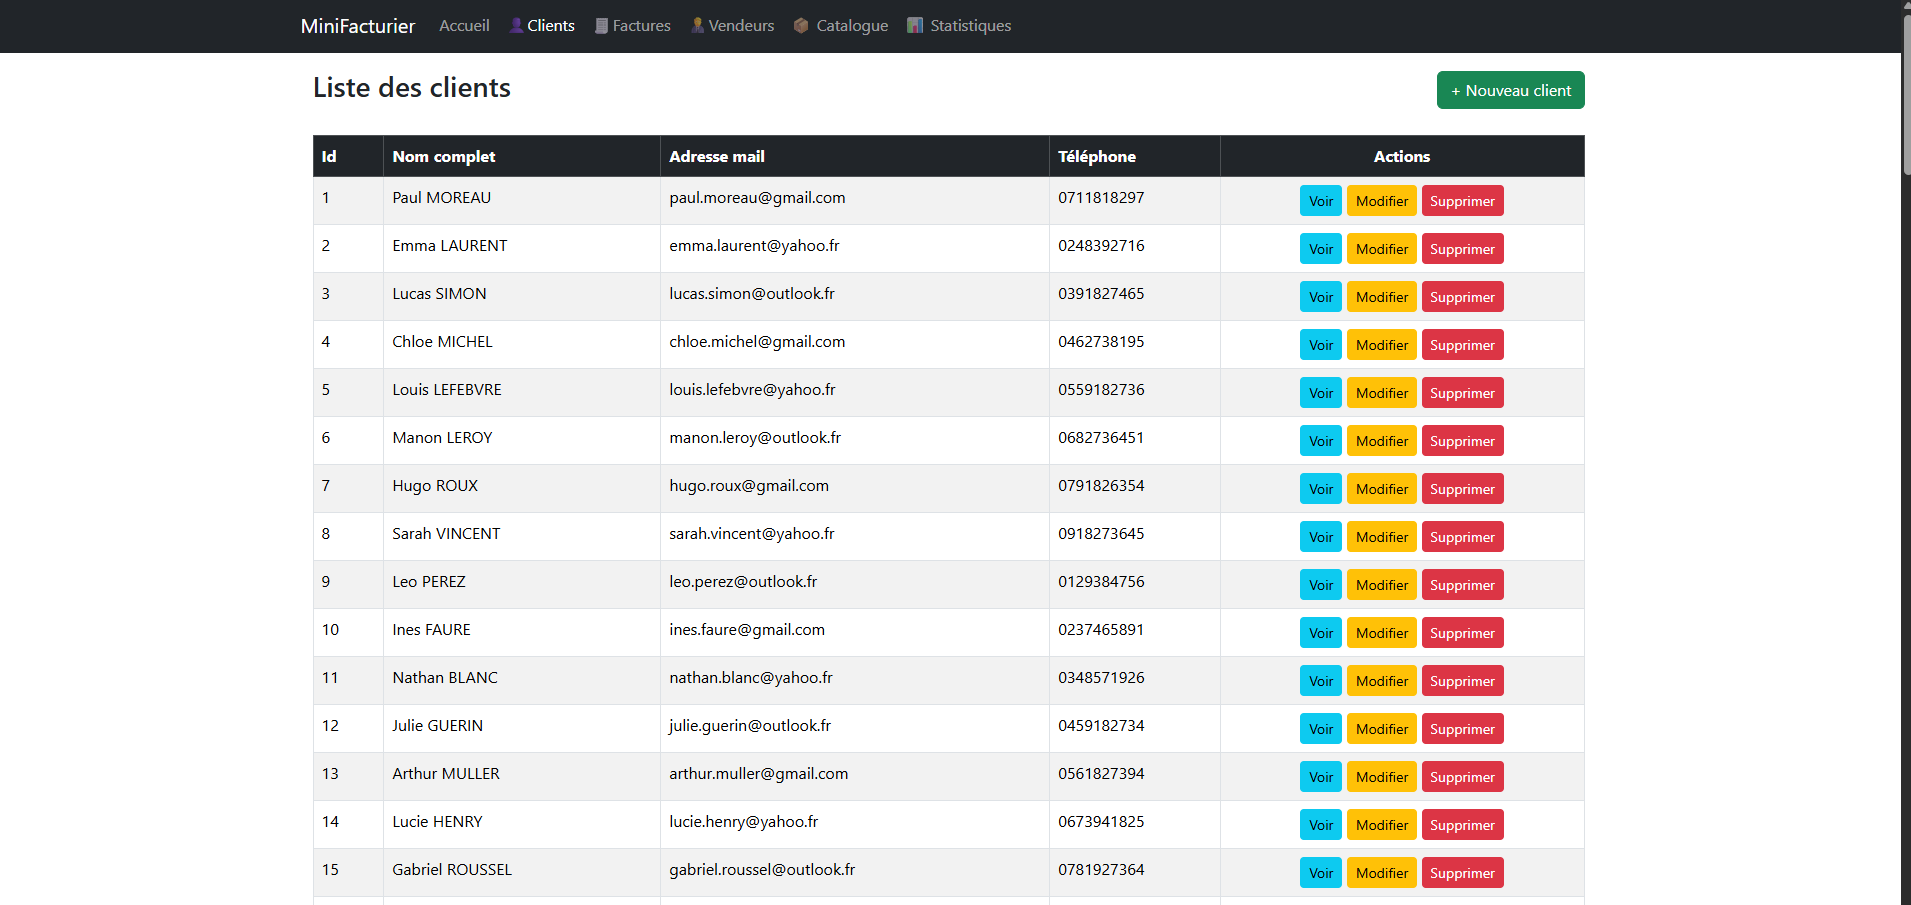 MiniFacturier Accueil Clients Factures Vendeurs Catalogue Statistiques
Liste des clients + Nouveau client
Id Nom complet Adresse mail Téléphone Actions
1 Paul MOREAU paul.moreau@gmail.com 0711818297 Voir Modifier Supprimer
2 Emma LAURENT emma.laurent@yahoo.fr 0248392716 Voir Modifier Supprimer
3 Lucas SIMON lucas.simon@outlook.fr 0391827465 Voir Modifier Supprimer
4 Chloe MICHEL chloe.michel@gmail.com 0462738195 Voir Modifier Supprimer
5 Louis LEFEBVRE louis.lefebvre@yahoo.fr 0559182736 Voir Modifier Supprimer
6 Manon LEROY manon.leroy@outlook.fr 0682736451 Voir Modifier Supprimer
7 Hugo ROUX hugo.roux@gmail.com 0791826354 Voir Modifier Supprimer
8 Sarah VINCENT sarah.vincent@yahoo.fr 0918273645 Voir Modifier Supprimer
9 Leo PEREZ leo.perez@outlook.fr 0129384756 Voir Modifier Supprimer
10 Ines FAURE ines.faure@gmail.com 0237465891 Voir Modifier Supprimer
11 Nathan BLANC nathan.blanc@yahoo.fr 0348571926 Voir Modifier Supprimer
12 Julie GUERIN julie.guerin@outlook.fr 0459182734 Voir Modifier Supprimer
13 Arthur MULLER arthur.muller@gmail.com 0561827394 Voir Modifier Supprimer
14 Lucie HENRY lucie.henry@yahoo.fr 0673941825 Voir Modifier Supprimer
15 Gabriel ROUSSEL gabriel.roussel@outlook.fr 0781927364 Voir Modifier Supprimer